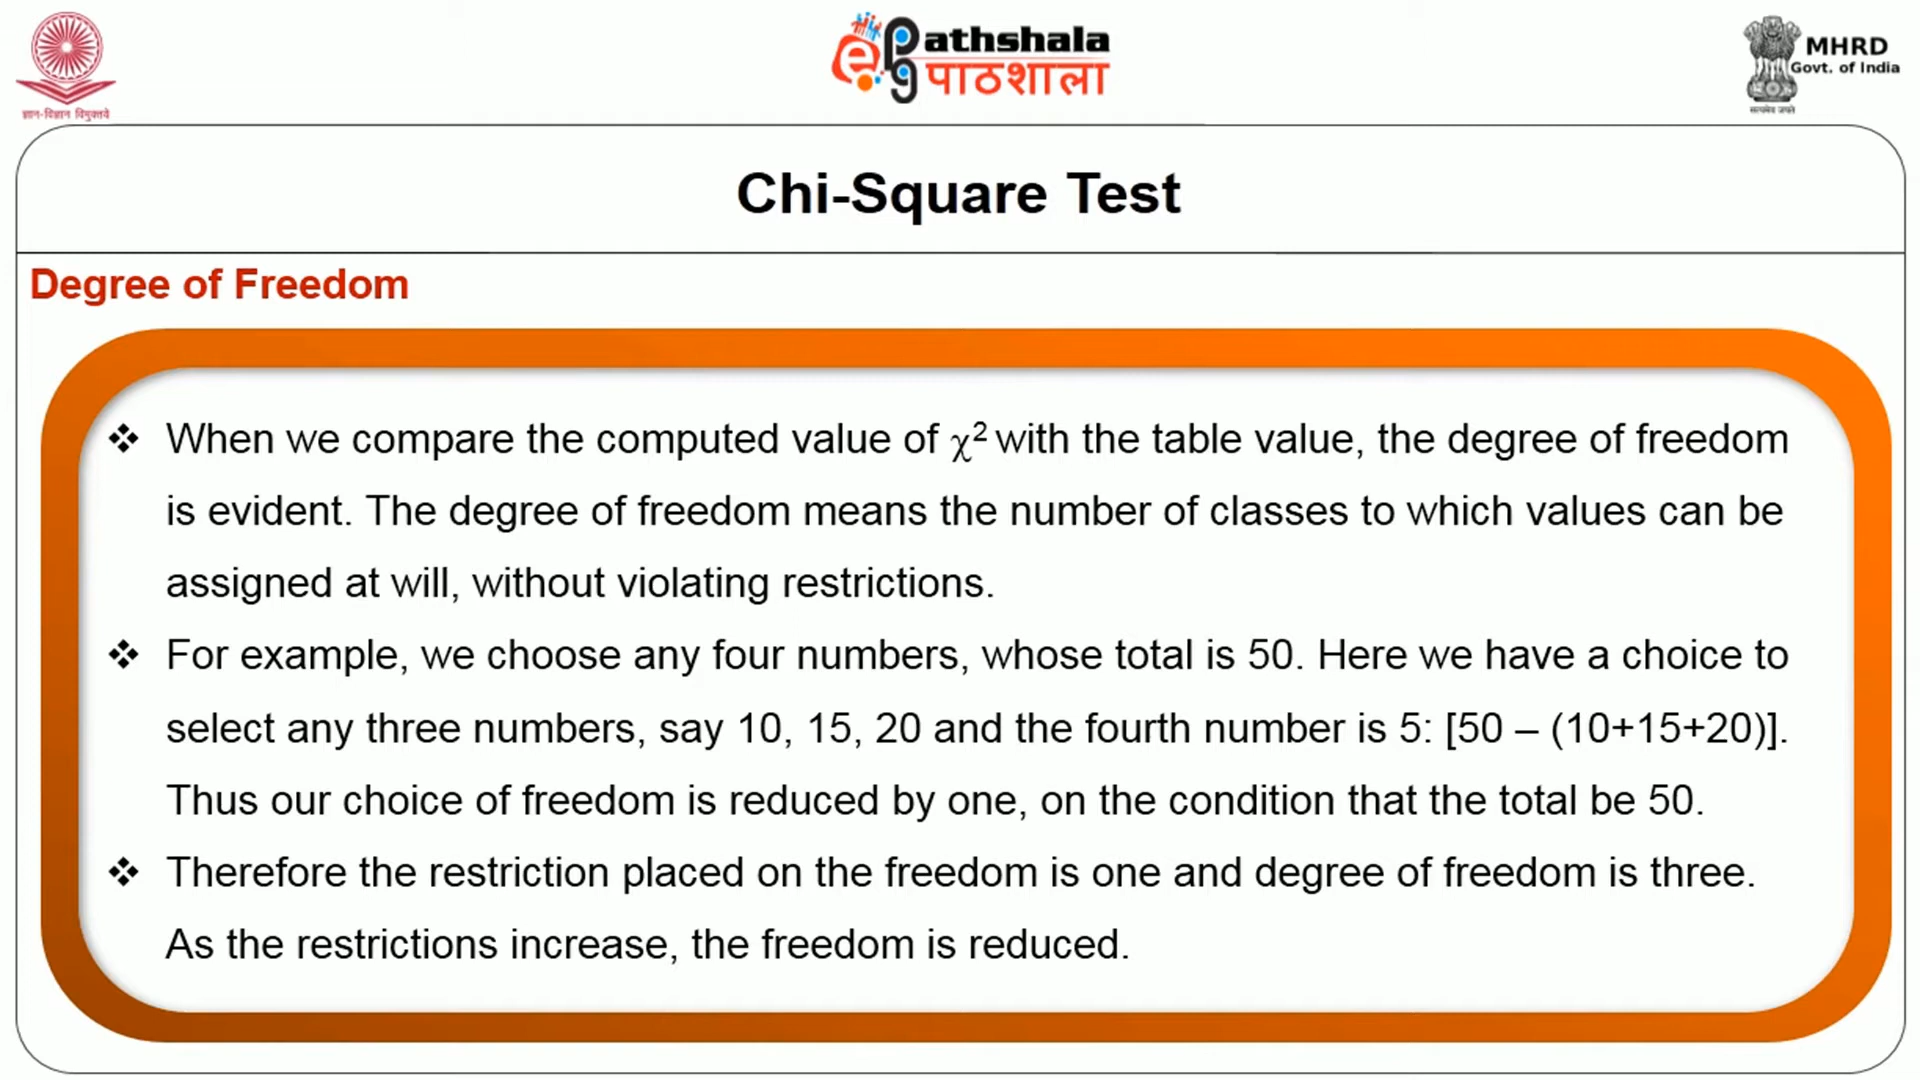 ज्ञान-विज्ञान विमुक्तये
e pg Pathshala
पाठशाला
MHRD
Govt. of India
सत्यमेव जयते
Chi-Square Test
Degree of Freedom
❖ When we compare the computed value of χ² with the table value, the degree of freedom
is evident. The degree of freedom means the number of classes to which values can be
assigned at will, without violating restrictions.
❖ For example, we choose any four numbers, whose total is 50. Here we have a choice to
select any three numbers, say 10, 15, 20 and the fourth number is 5: [50 – (10+15+20)].
Thus our choice of freedom is reduced by one, on the condition that the total be 50.
❖ Therefore the restriction placed on the freedom is one and degree of freedom is three.
As the restrictions increase, the freedom is reduced.